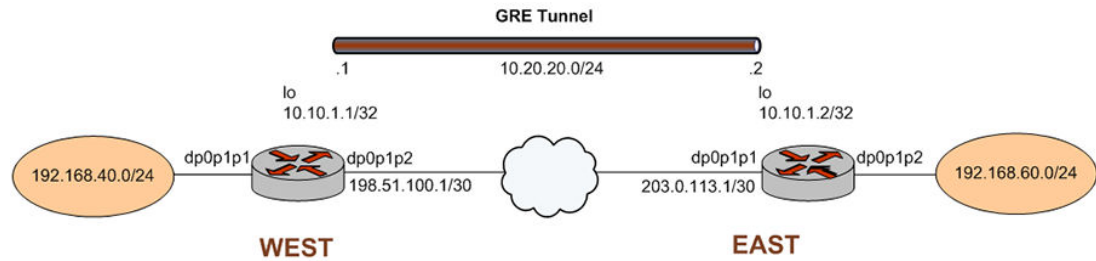 GRE Tunnel
.1 10.20.20.0/24 .2
lo
10.10.1.1/32
lo
10.10.1.2/32
192.168.40.0/24
dp0p1p1
dp0p1p2
198.51.100.1/30
dp0p1p1
203.0.113.1/30
dp0p1p2
192.168.60.0/24
WEST
EAST